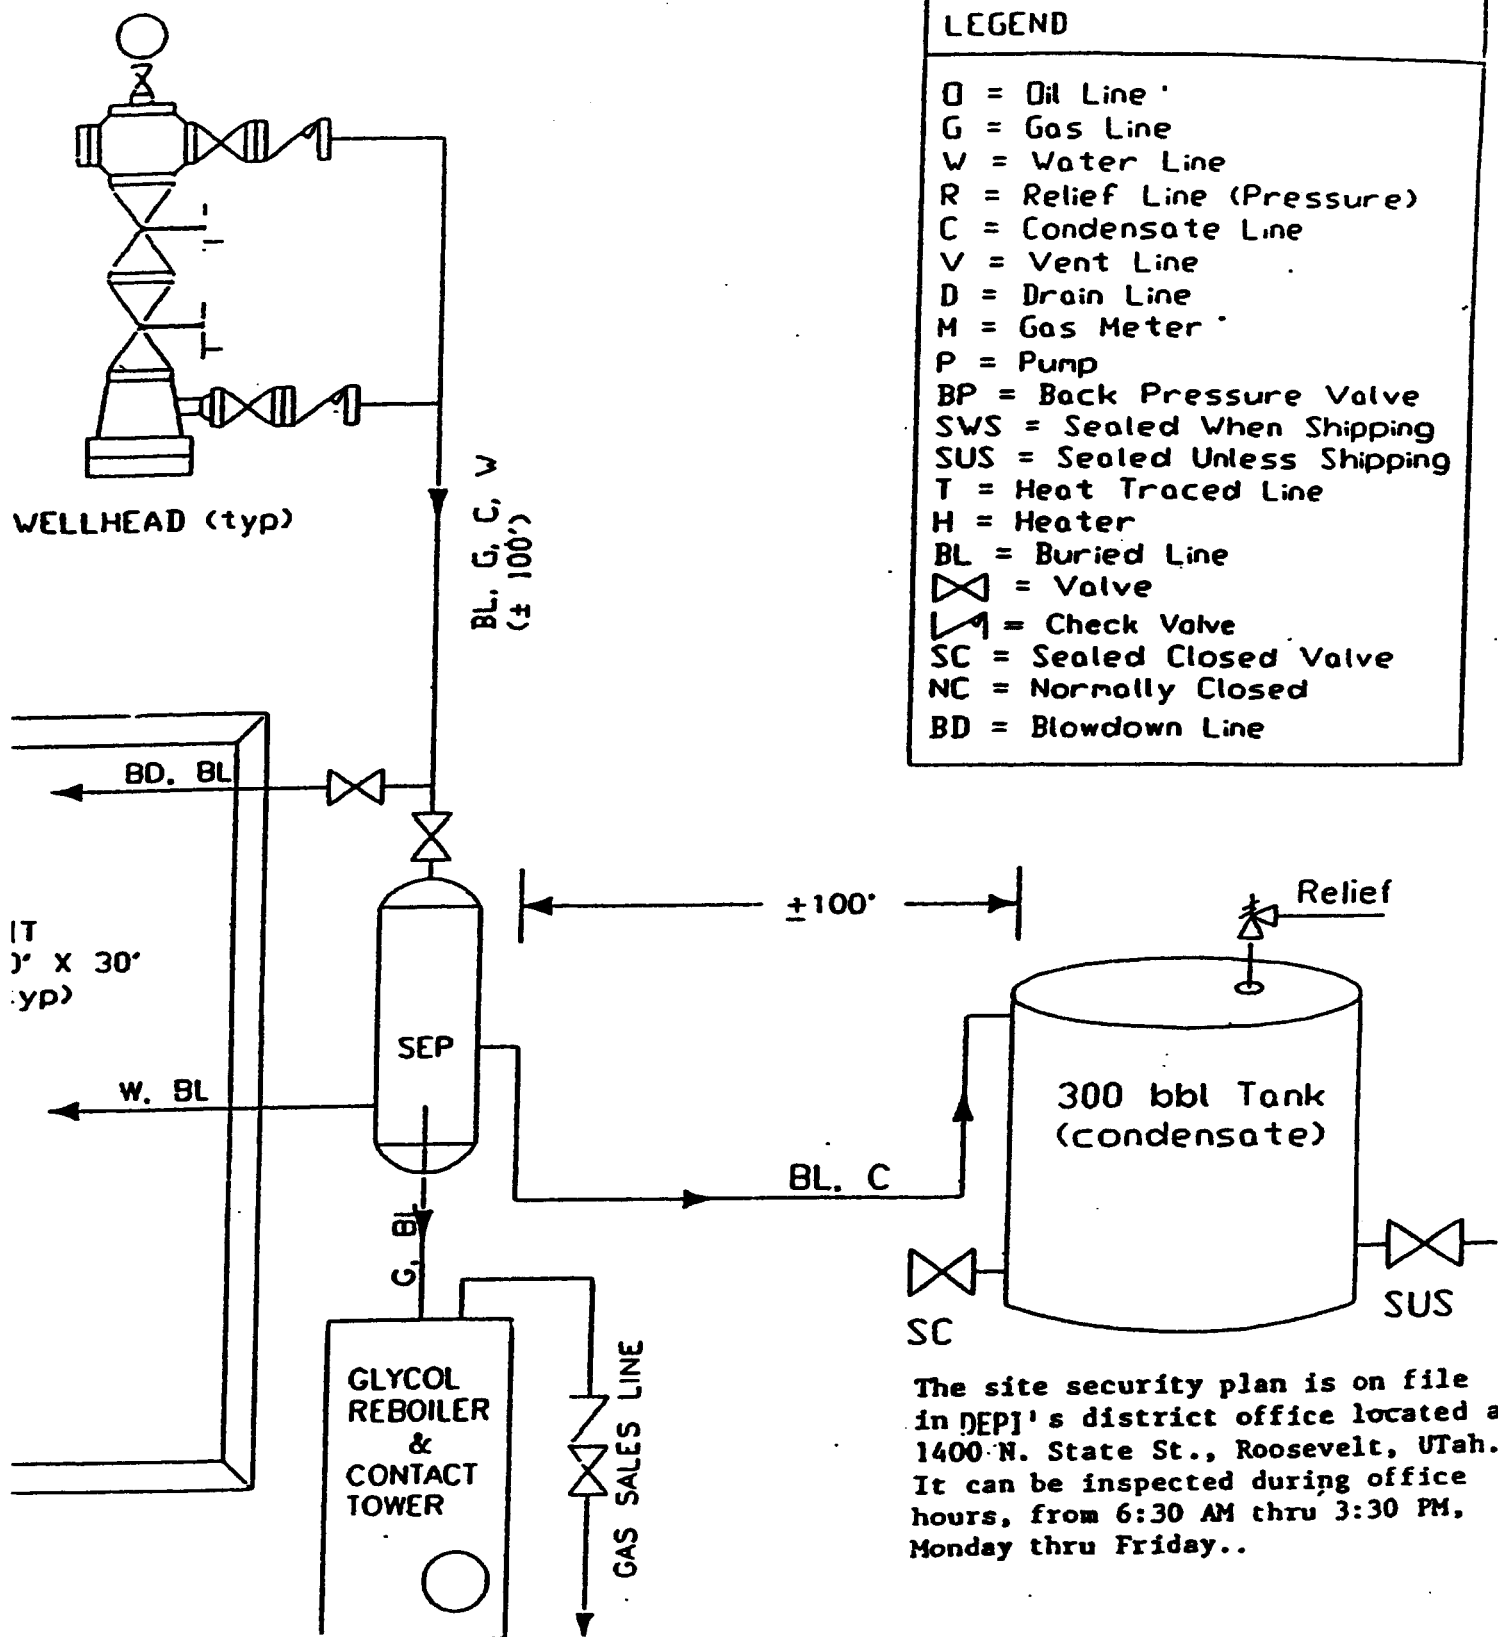 LEGEND
O = Oil Line
G = Gas Line
W = Water Line
R = Relief Line (Pressure)
C = Condensate Line
V = Vent Line
D = Drain Line
M = Gas Meter
P = Pump
BP = Back Pressure Valve
SWS = Sealed When Shipping
SUS = Sealed Unless Shipping
T = Heat Traced Line
H = Heater
BL = Buried Line
= Valve
= Check Valve
SC = Sealed Closed Valve
NC = Normally Closed
BD = Blowdown Line
WELLHEAD (typ)
BL, G, C, W
(± 100')
BD. BL
±100'
Relief
X 30'
SEP
W. BL
300 bbl Tank
(condensate)
BL. C
G, BL
SC
SUS
GLYCOL
REBOILER
&
CONTACT
TOWER
GAS SALES LINE
The site security plan is on file
in DEPI's district office located a
1400 N. State St., Roosevelt, UTah.
It can be inspected during office
hours, from 6:30 AM thru 3:30 PM,
Monday thru Friday..